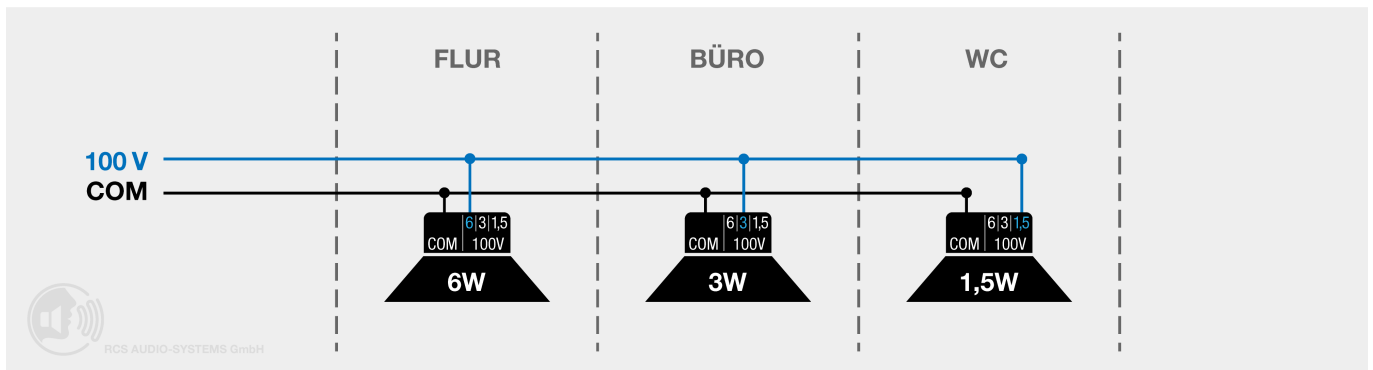 FLUR BÜRO WC
100 V
COM
6|3|1,5 6|3|1,5 6|3|1,5
COM 100V COM 100V COM 100V
6W 3W 1,5W
RCS AUDIO-SYSTEMS GmbH